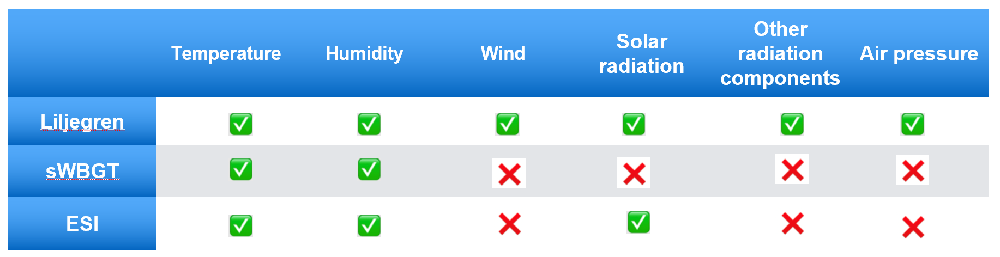 Temperature
Humidity
Wind
Solar
radiation
Other
radiation
components
Air pressure
Liljegren
sWBGT
ESI